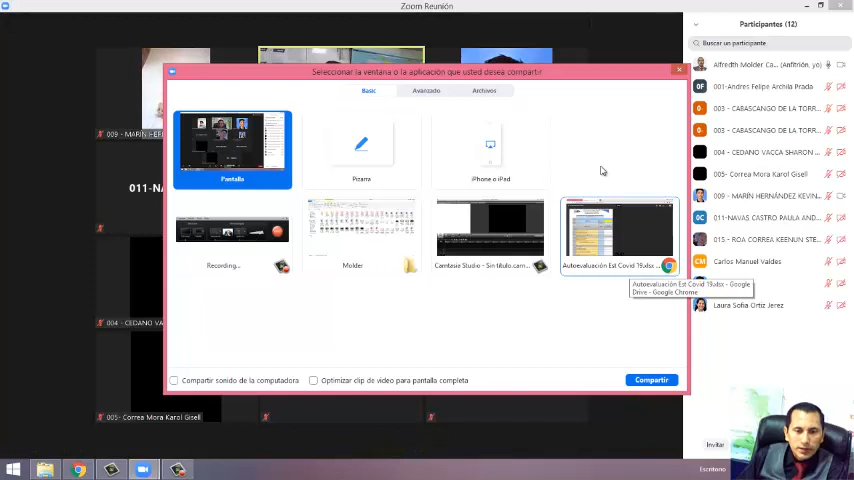 Zoom Reunión
Participantes (12)
Buscar un participante
Seleccionar la ventana o la aplicación que usted desea compartir
Basic
Avanzado
Archivos
Pantalla
Pizarra
iPhone o iPad
Recording...
Molder
Camtasia Studio - Sin título.cam...
Autoevaluación Est Covid 19.xlsx ...
Autoevaluación Est Covid 19.xlsx - Google
Drive - Google Chrome
Compartir sonido de la computadora
Optimizar clip de video para pantalla completa
Compartir
Alfredth Molder Ca... (Anfitrión, yo)
0F 001-Andres Felipe Archila Prada
003 - CABASCANGO DE LA TORR...
003 - CABASCANGO DE LA TORR...
004 - CEDANO VACCA SHARON ...
005- Correa Mora Karol Gisell
009 - MARÍN HERNÁNDEZ KEVIN...
0C 011-NAVAS CASTRO PAULA AND...
015 - ROA CORREA KEENUN STE...
CM Carlos Manuel Valdes
Laura Sofia Ortiz Jerez
009 - MARÍN HER
011-NA
004 - CEDANO VA
005- Correa Mora Karol Gisell
Invitar
Escritorio